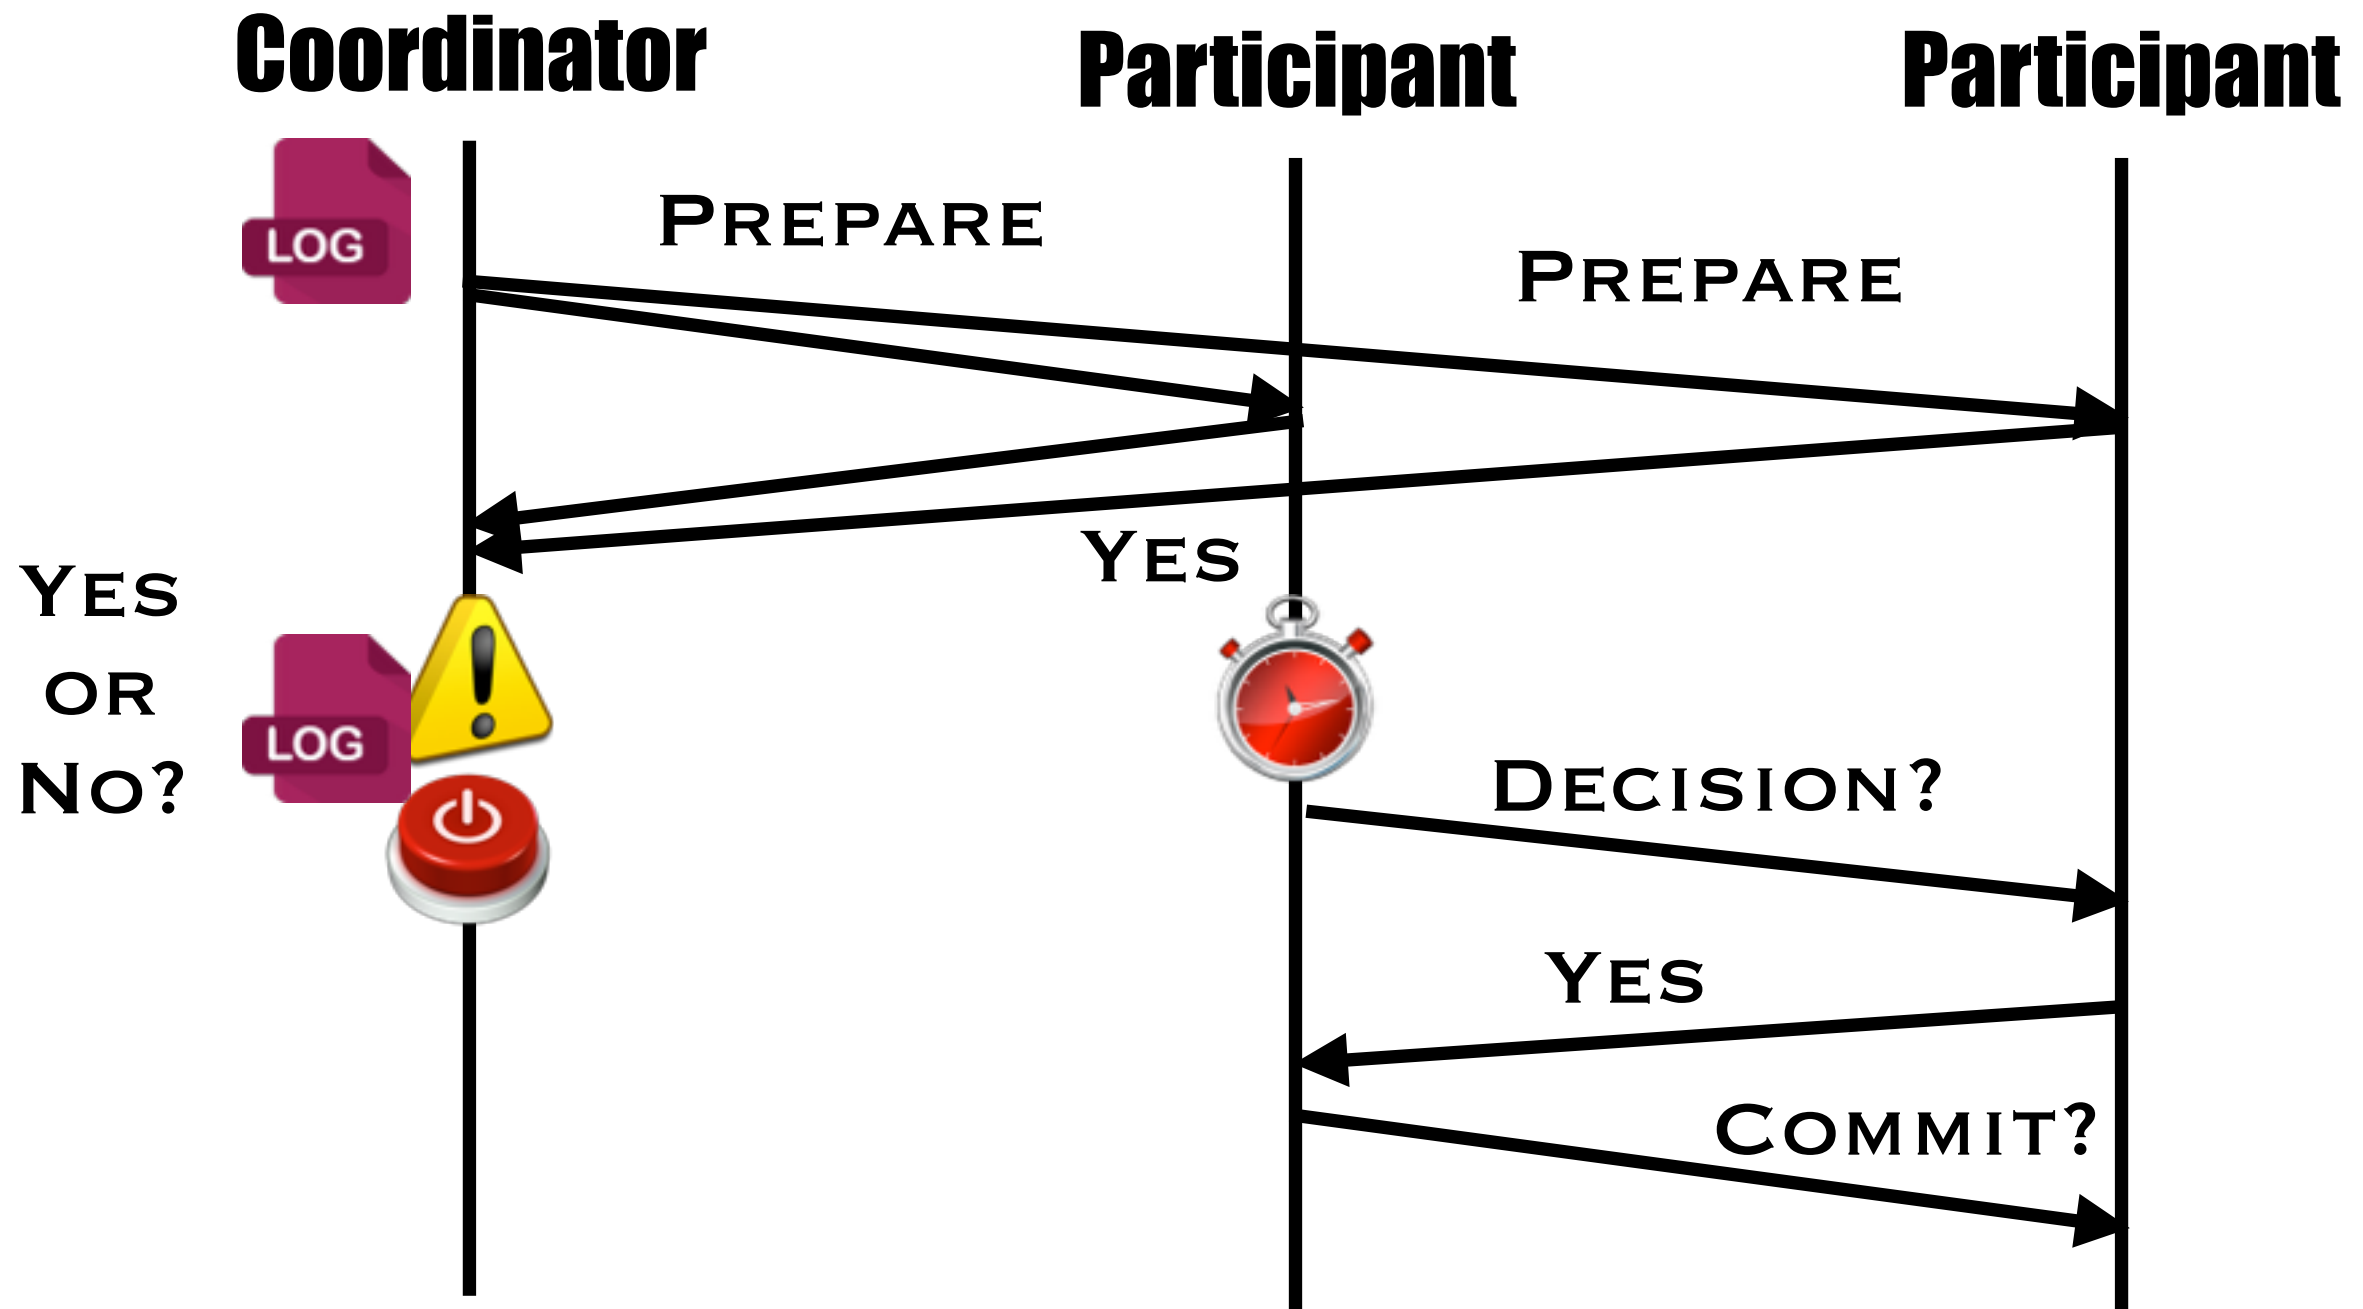 Coordinator
Participant
Participant
LOG
PREPARE
PREPARE
YES
YES
OR
NO?
LOG
DECISION?
YES
COMMIT?